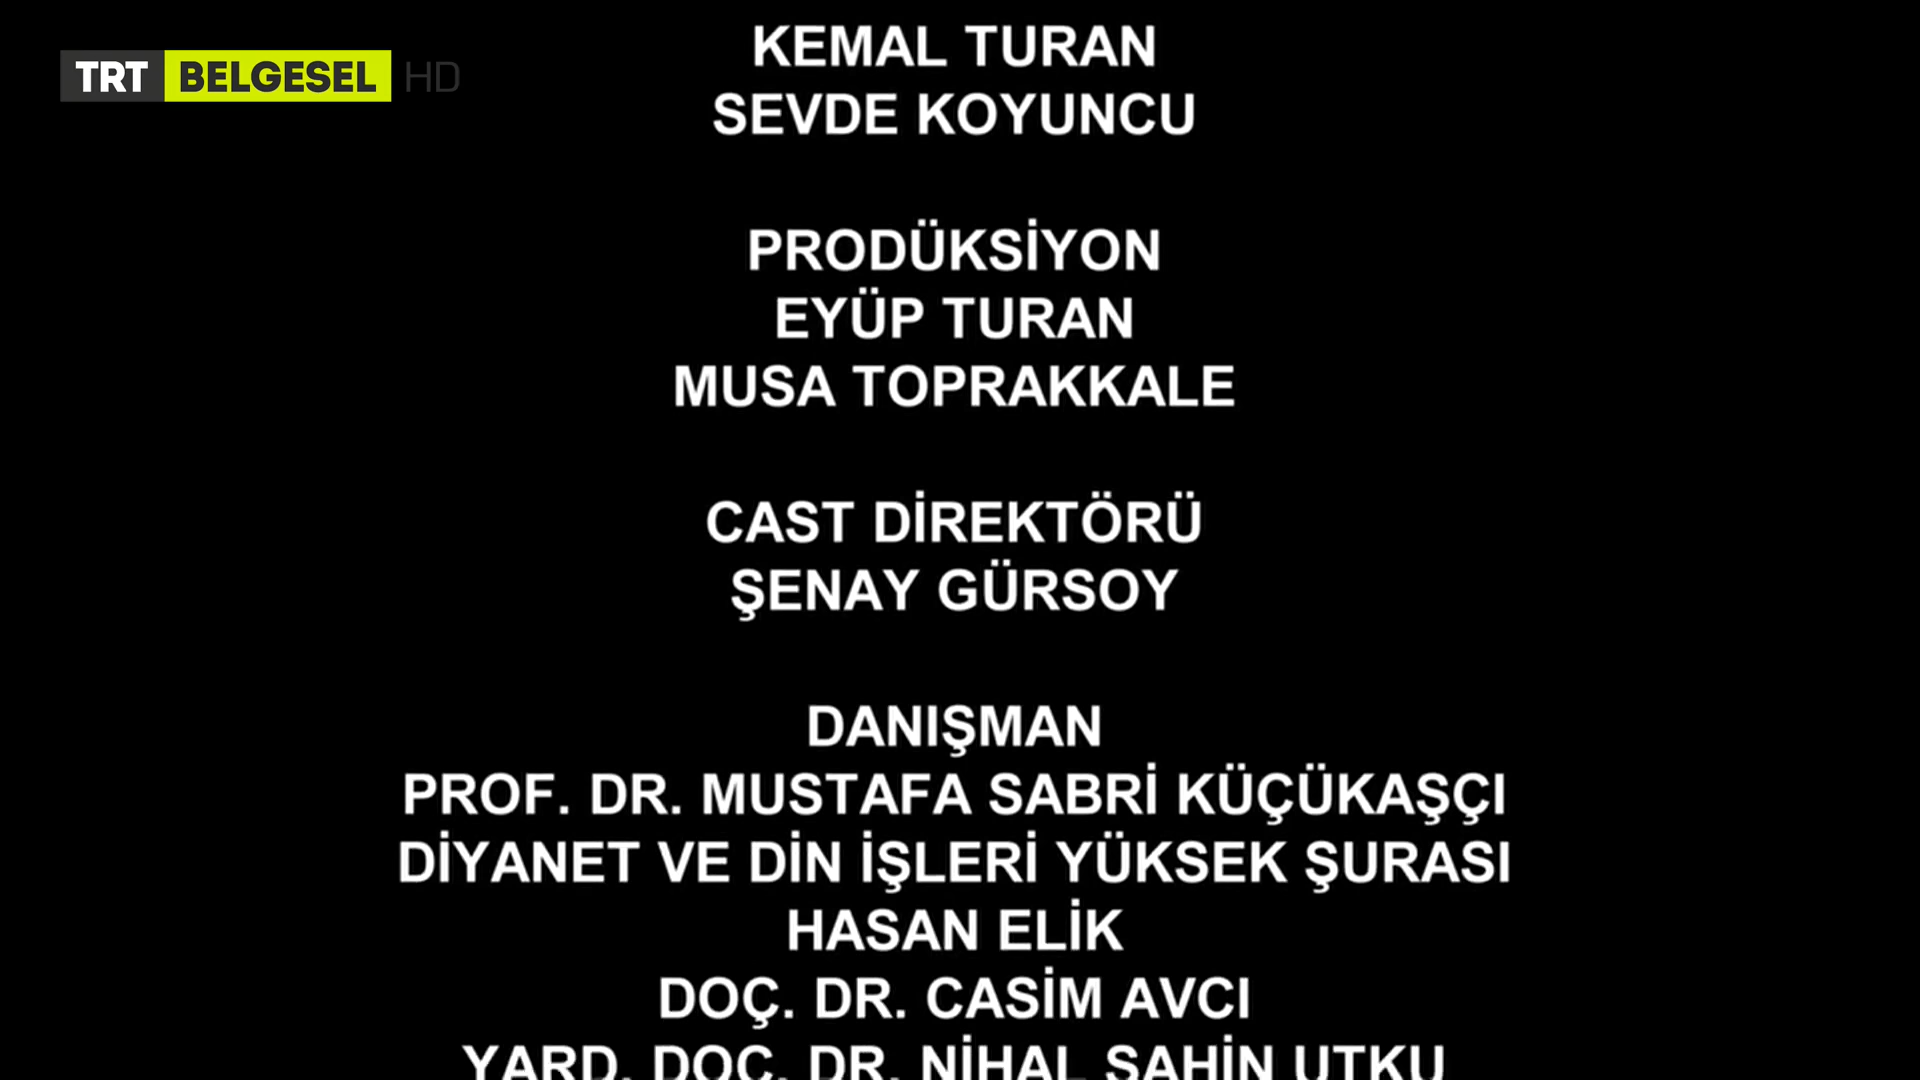 TRT BELGESEL HD
KEMAL TURAN
SEVDE KOYUNCU
PRODÜKSİYON
EYÜP TURAN
MUSA TOPRAKKALE
CAST DİREKTÖRÜ
ŞENAY GÜRSOY
DANIŞMAN
PROF. DR. MUSTAFA SABRİ KÜÇÜKAŞÇI
DİYANET VE DİN İŞLERİ YÜKSEK ŞURASI
HASAN ELİK
DOÇ. DR. CASİM AVCI
YARD. DOÇ. DR. NİHAL ŞAHİN UTKU